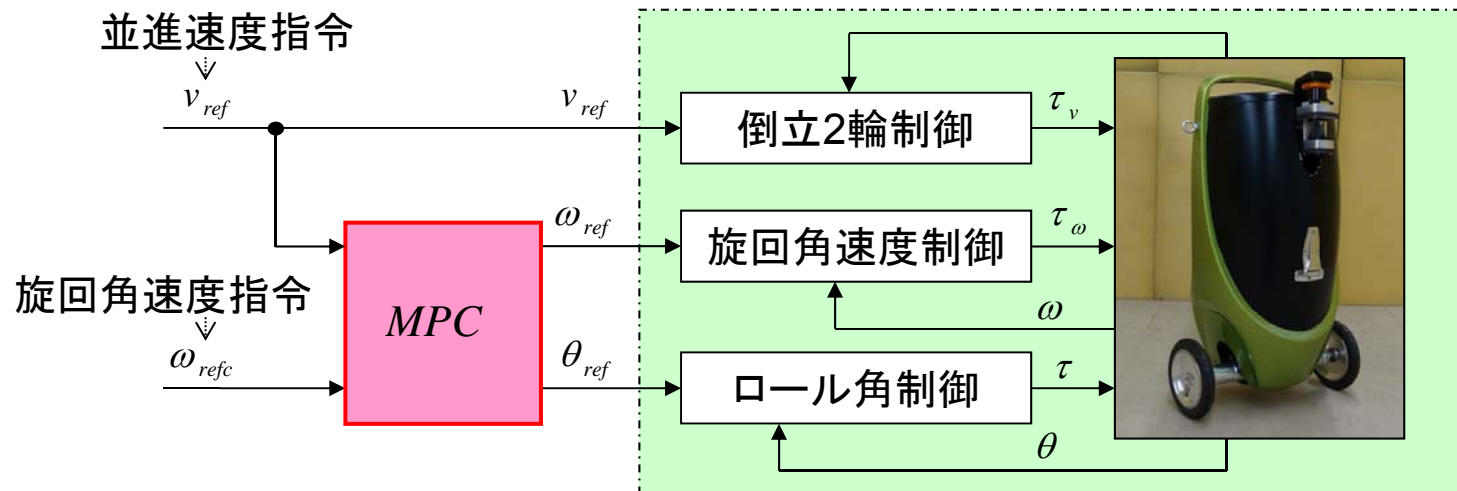 並進速度指令
v_ref
v_ref
倒立2輪制御
τ_v
ω_ref
旋回角速度制御
τ_ω
旋回角速度指令
MPC
ω
ω_refc
θ_ref
ロール角制御
τ
θ